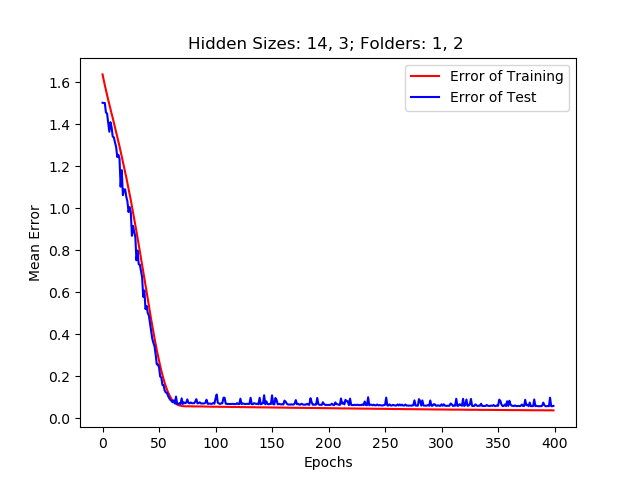 Hidden Sizes: 14, 3; Folders: 1, 2
Error of Training
Error of Test
Mean Error
1.6
1.4
1.2
1.0
0.8
0.6
0.4
0.2
0.0
0 50 100 150 200 250 300 350 400
Epochs